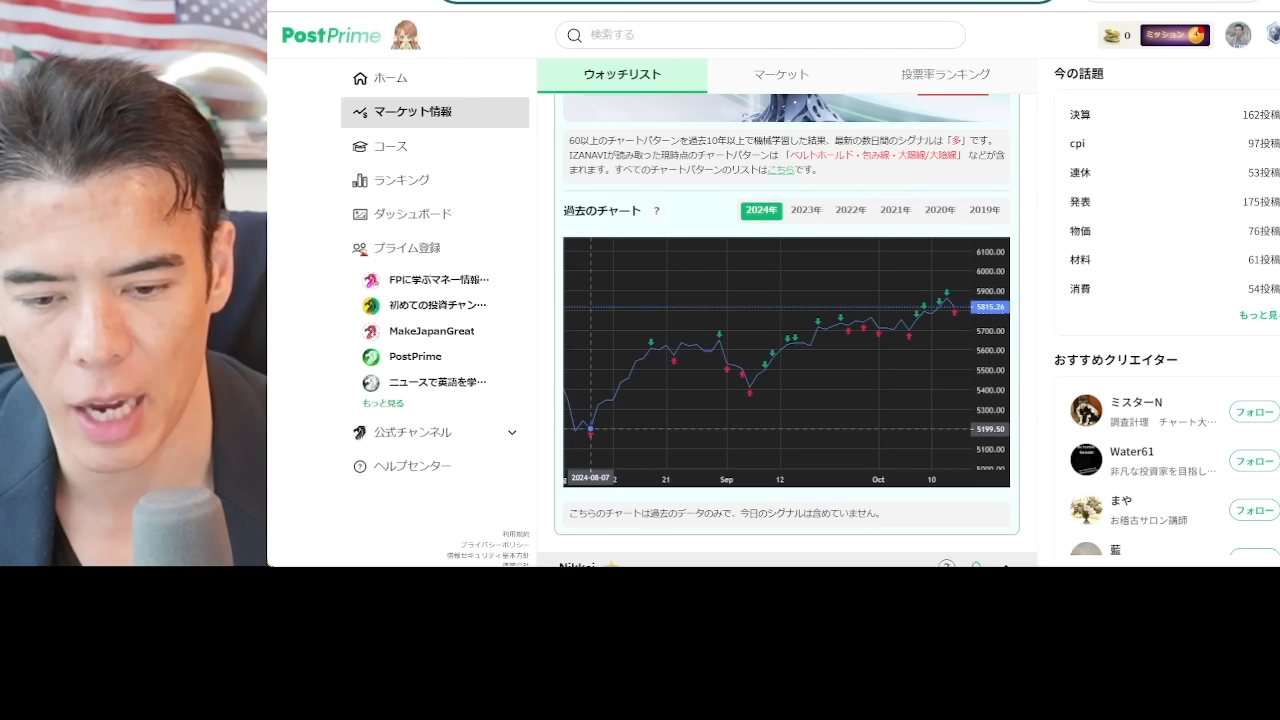 PostPrime
検索する
0
ミッション
ホーム
マーケット情報
コース
ランキング
ダッシュボード
プライム登録
FPに学ぶマネー情報…
初めての投資チャン…
MakeJapanGreat
PostPrime
ニュースで英語を学…
もっと見る
公式チャンネル
ヘルプセンター
利用規約
プライバシーポリシー
情報セキュリティ基本方針
運営会社
ウォッチリスト
マーケット
投票率ランキング
60以上のチャートパターンを過去10年以上で機械学習した結果、最新の数日間のシグナルは「多」です。
IZANAVIが読み取った現時点のチャートパターンは 「ベルトホールド・包み線・大陽線/大陰線」 などが含
まれます。すべてのチャートパターンのリストはこちらです。
過去のチャート ?
2024年 2023年 2022年 2021年 2020年 2019年
6100.00
6000.00
5900.00
5815.26
5700.00
5600.00
5500.00
5400.00
5300.00
5199.50
5100.00
5000.00
2024-08-07
2
21
Sep
12
Oct
10
こちらのチャートは過去のデータのみで、今日のシグナルは含めていません。
Nikkei
今の話題
決算 162投稿
cpi 97投稿
連休 53投稿
発表 175投稿
物価 76投稿
材料 61投稿
消費 54投稿
もっと見
おすすめクリエイター
ミスターN
調査計理 チャート大…
フォロー
Water61
非凡な投資家を目指し…
フォロー
まや
お稽古サロン講師
フォロー
藍